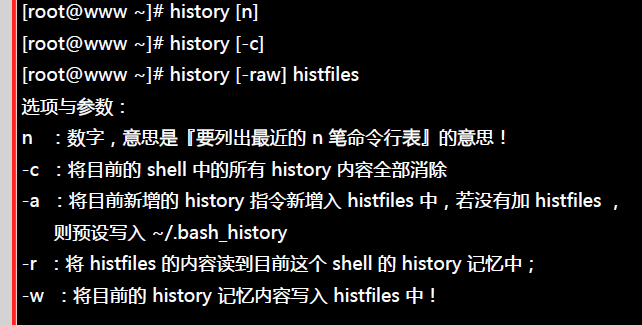 [root@www ~]# history [n]
[root@www ~]# history [-c]
[root@www ~]# history [-raw] histfiles
选项与参数：
n ：数字，意思是『要列出最近的 n 笔命令行表』的意思！
-c ：将目前的 shell 中的所有 history 内容全部消除
-a ：将目前新增的 history 指令新增入 histfiles 中，若没有加 histfiles ，
则预设写入 ~/.bash_history
-r ：将 histfiles 的内容读到目前这个 shell 的 history 记忆中；
-w ：将目前的 history 记忆内容写入 histfiles 中！